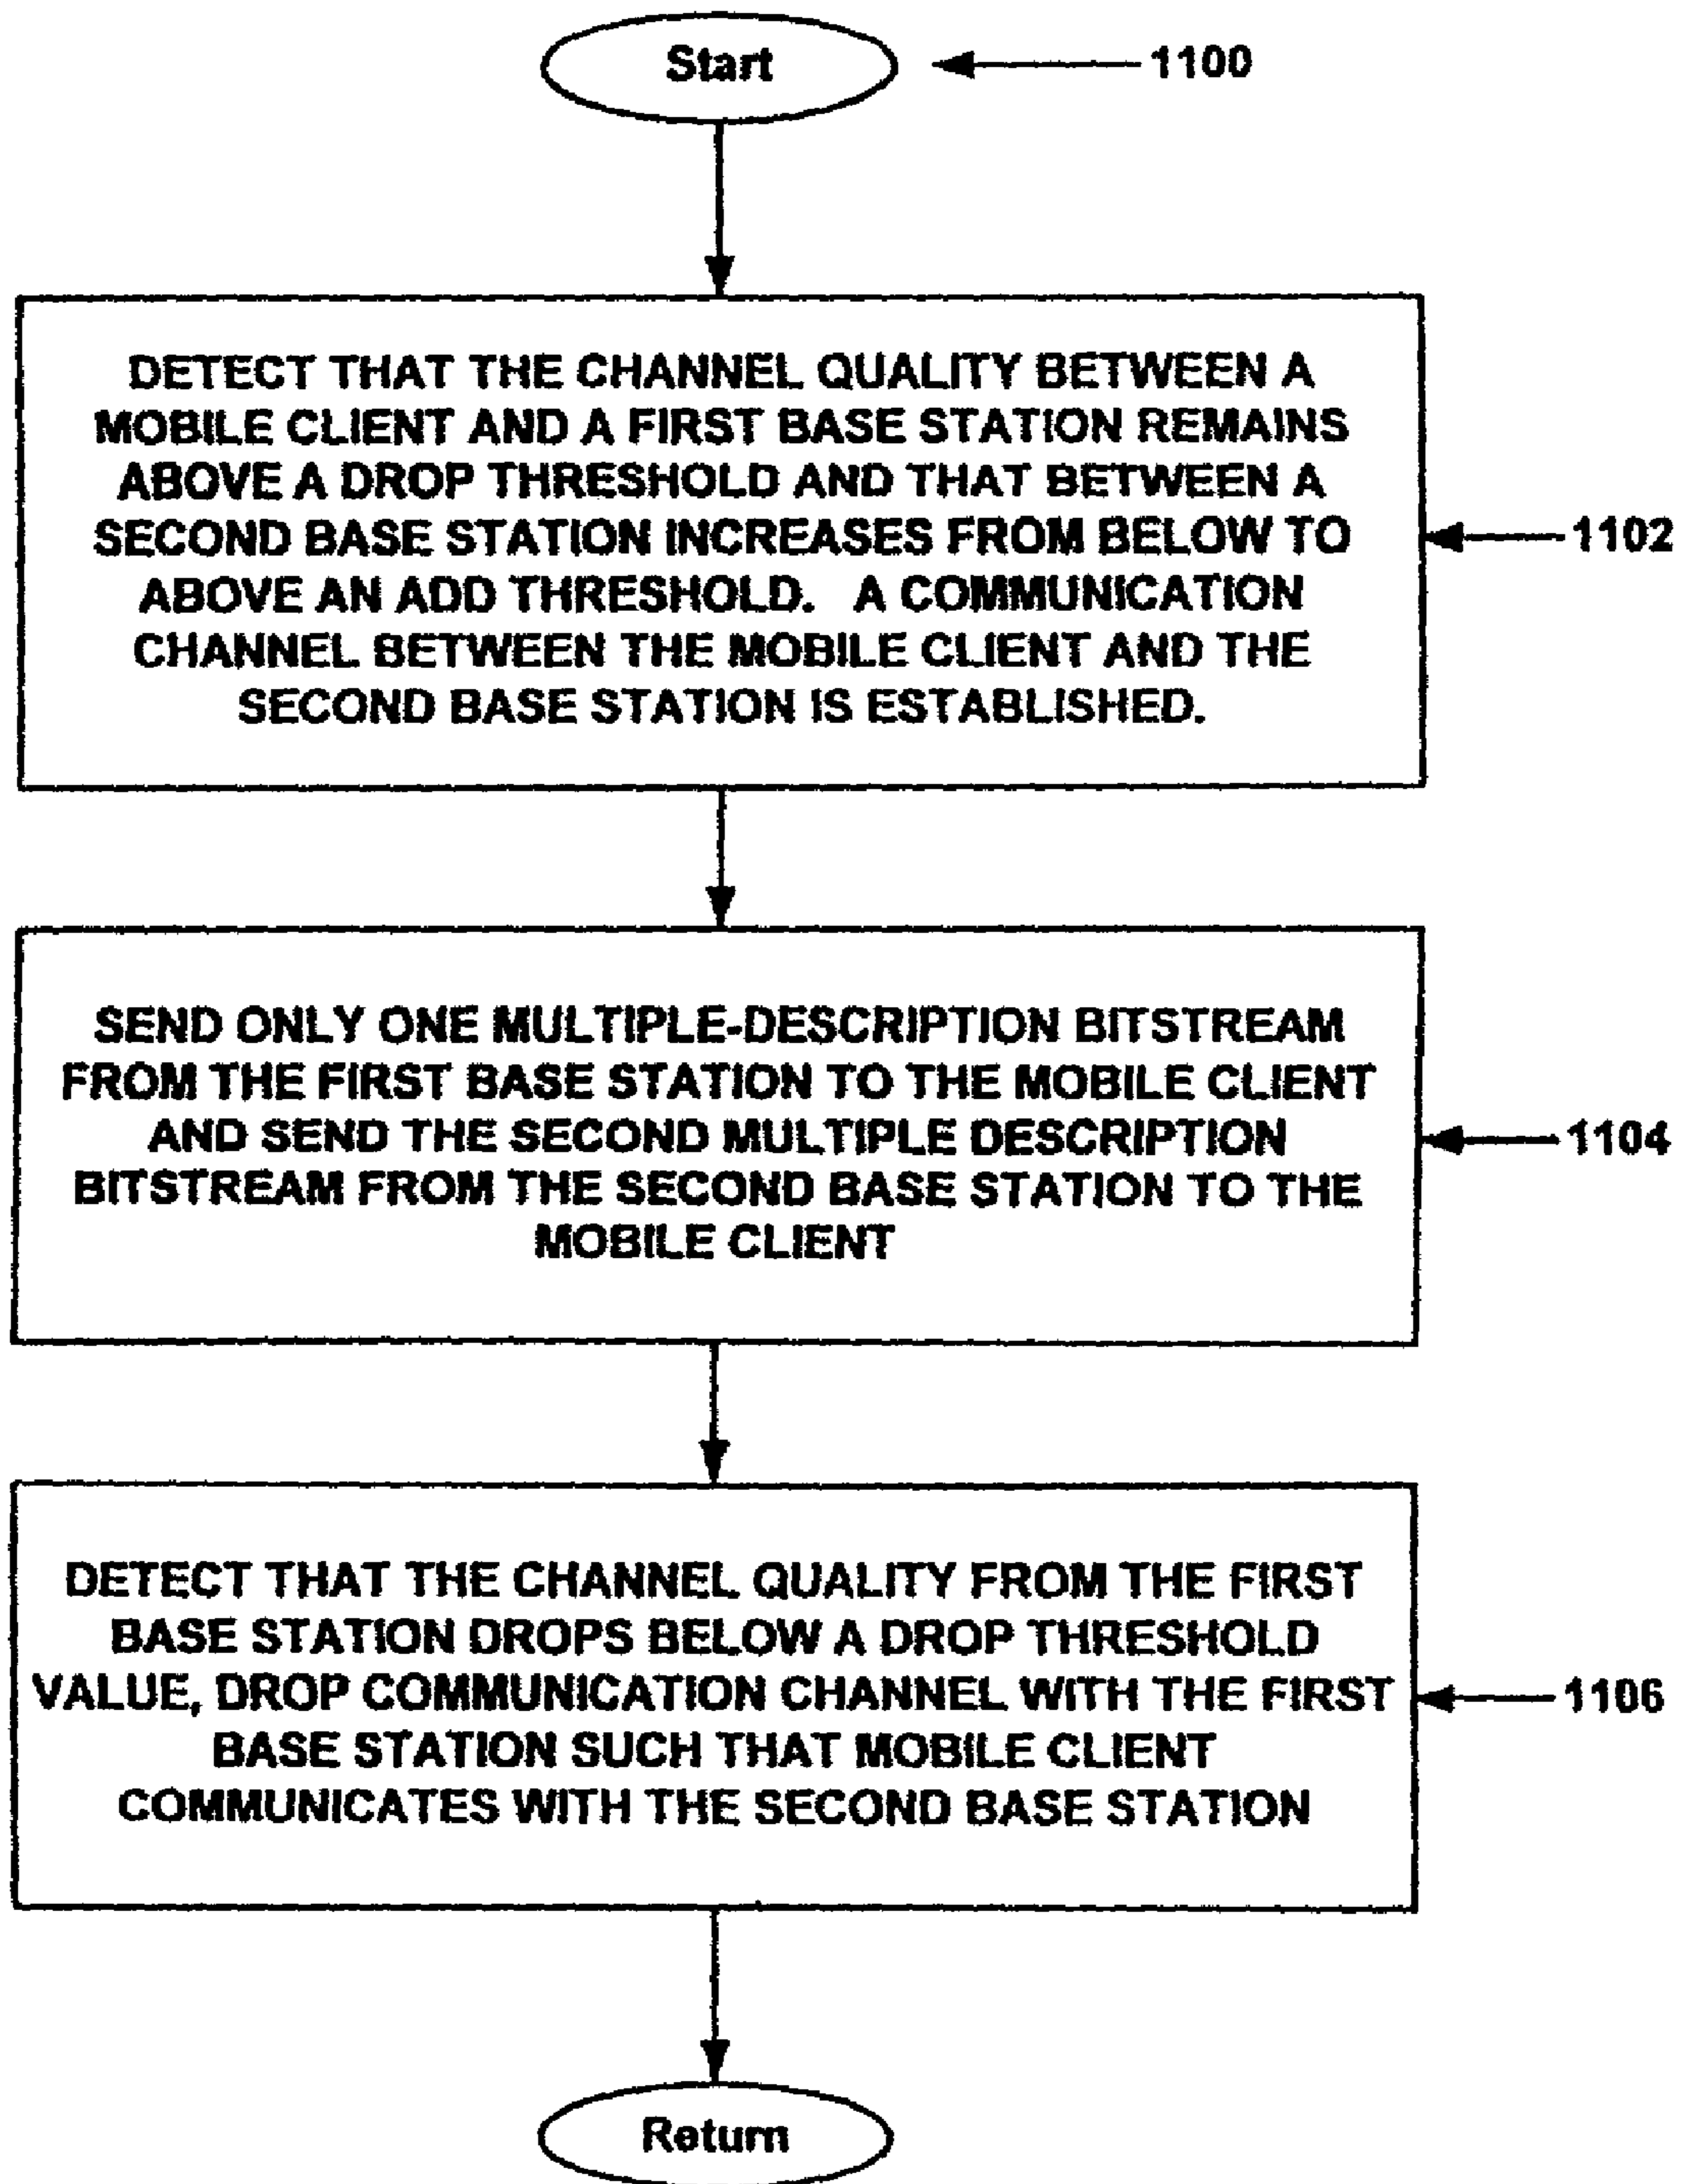 Start
1100
DETECT THAT THE CHANNEL QUALITY BETWEEN A
MOBILE CLIENT AND A FIRST BASE STATION REMAINS
ABOVE A DROP THRESHOLD AND THAT BETWEEN A
SECOND BASE STATION INCREASES FROM BELOW TO
ABOVE AN ADD THRESHOLD. A COMMUNICATION
CHANNEL BETWEEN THE MOBILE CLIENT AND THE
SECOND BASE STATION IS ESTABLISHED.
1102
SEND ONLY ONE MULTIPLE-DESCRIPTION BITSTREAM
FROM THE FIRST BASE STATION TO THE MOBILE CLIENT
AND SEND THE SECOND MULTIPLE DESCRIPTION
BITSTREAM FROM THE SECOND BASE STATION TO THE
MOBILE CLIENT
1104
DETECT THAT THE CHANNEL QUALITY FROM THE FIRST
BASE STATION DROPS BELOW A DROP THRESHOLD
VALUE, DROP COMMUNICATION CHANNEL WITH THE FIRST
BASE STATION SUCH THAT MOBILE CLIENT
COMMUNICATES WITH THE SECOND BASE STATION
1106
Return